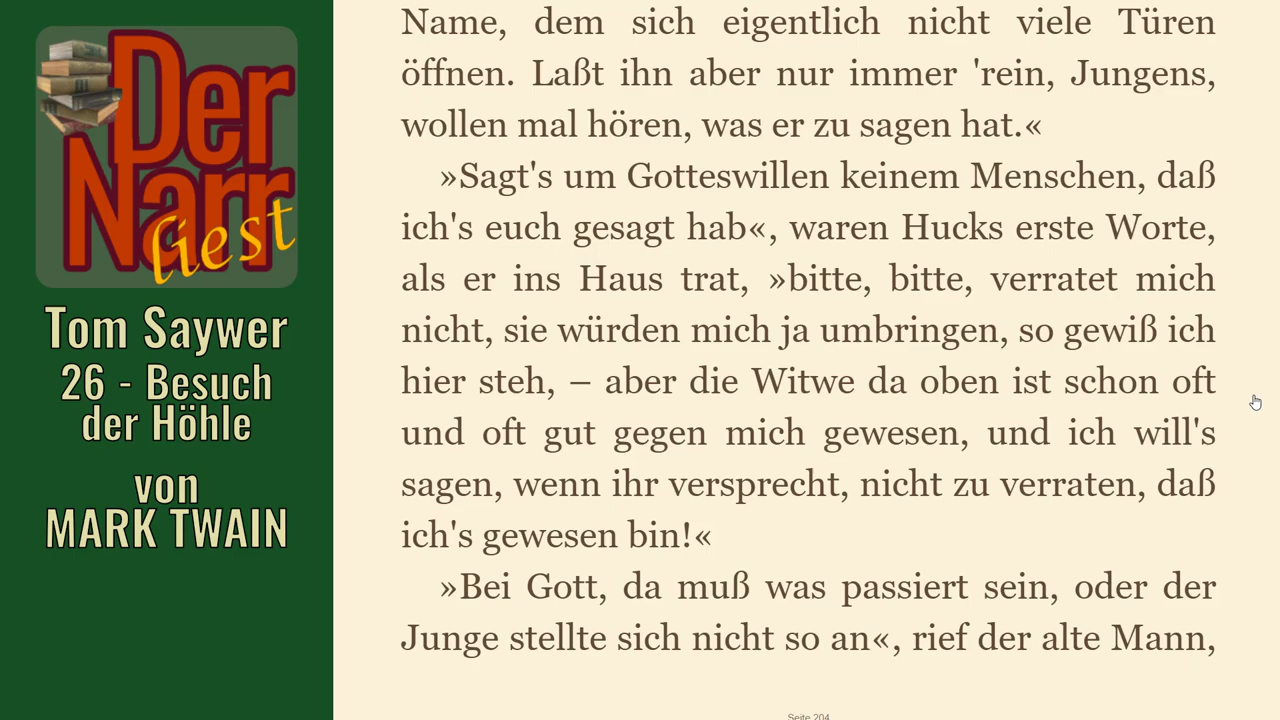 Der
Narr
liest
Tom Saywer
26 - Besuch
der Höhle
von
MARK TWAIN
Name, dem sich eigentlich nicht viele Türen
öffnen. Laßt ihn aber nur immer 'rein, Jungens,
wollen mal hören, was er zu sagen hat.«
»Sagt's um Gotteswillen keinem Menschen, daß
ich's euch gesagt hab«, waren Hucks erste Worte,
als er ins Haus trat, »bitte, bitte, verratet mich
nicht, sie würden mich ja umbringen, so gewiß ich
hier steh, – aber die Witwe da oben ist schon oft
und oft gut gegen mich gewesen, und ich will's
sagen, wenn ihr versprecht, nicht zu verraten, daß
ich's gewesen bin!«
»Bei Gott, da muß was passiert sein, oder der
Junge stellte sich nicht so an«, rief der alte Mann,
Seite 204